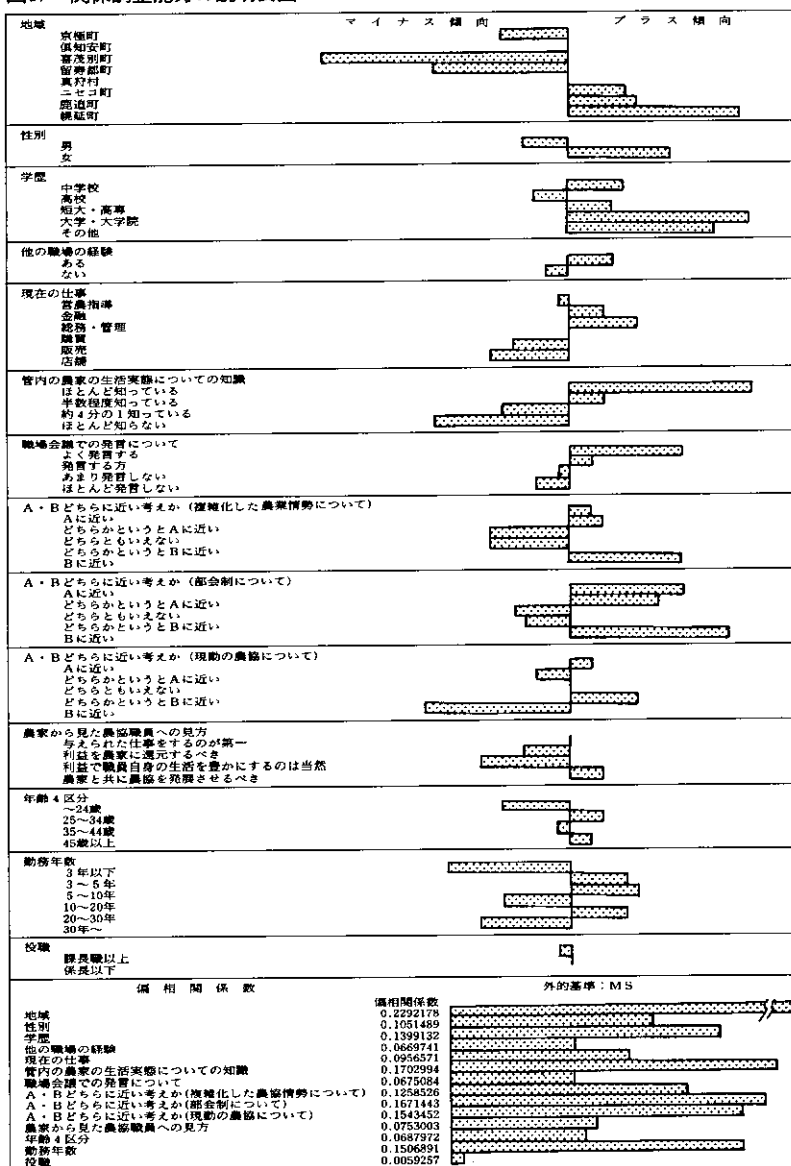 地域
マイナス傾向 プラス傾向
京極町
倶知安町
喜茂別町
留寿都町
真狩村
ニセコ町
鹿追町
幌延町
性別
男
女
学歴
中学校
高校
短大・高専
大学・大学院
その他
他の職場の経験
ある
ない
現在の仕事
営農指導
金融
総務・管理
購買
販売
店舗
管内の農家の生活実態についての知識
ほとんど知っている
半数程度知っている
約4分の1知っている
ほとんど知らない
職場会議での発言について
よく発言する
発言する方
あまり発言しない
ほとんど発言しない
A・Bどちらに近い考えか(複雑化した農業情勢について)
Aに近い
どちらかというとAに近い
どちらともいえない
どちらかというとBに近い
Bに近い
A・Bどちらに近い考えか(部会制について)
Aに近い
どちらかというとAに近い
どちらともいえない
どちらかというとBに近い
Bに近い
A・Bどちらに近い考えか(現勤の農協について)
Aに近い
どちらかというとAに近い
どちらともいえない
どちらかというとBに近い
Bに近い
農家から見た農協職員への見方
与えられた仕事をするのが第一
利益を農家に還元するべき
利益で職員自身の生活を豊かにするのは当然
農家と共に農協を発展させるべき
年齢4区分
~24歳
25~34歳
35~44歳
45歳以上
勤務年数
3年以下
3~5年
5~10年
10~20年
20~30年
30年~
役職
課長職以上
係長以下
偏相関係数 外的基準:MS
偏相関係数
地域 0.2292178
性別 0.1051489
学歴 0.1399132
他の職場の経験 0.0669741
現在の仕事 0.0956571
管内の農家の生活実態についての知識 0.1702994
職場会議での発言について 0.0675084
A・Bどちらに近い考えか(複雑化した農協情勢について) 0.1258526
A・Bどちらに近い考えか(部会制について) 0.1671443
A・Bどちらに近い考えか(現勤の農協について) 0.1543452
農家から見た農協職員への見方 0.0753003
年齢4区分 0.0687972
勤務年数 0.1506891
役職 0.0059257